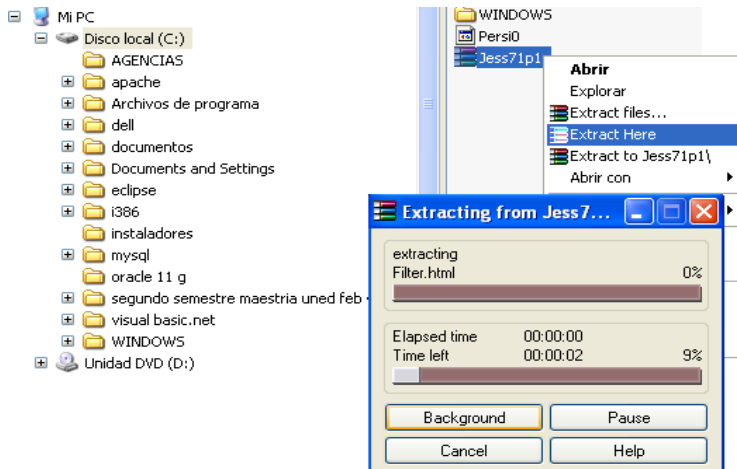 Mi PC
Disco local (C:)
AGENCIAS
apache
Archivos de programa
dell
documentos
Documents and Settings
eclipse
i386
instaladores
mysql
oracle 11 g
segundo semestre maestria uned feb
visual basic.net
WINDOWS
Unidad DVD (D:)
WINDOWS
Persi0
Jess71p1
Abrir
Explorar
Extract files...
Extract Here
Extract to Jess71p1\
Abrir con
Extracting from Jess7...
extracting
Filter.html 0%
Elapsed time 00:00:00
Time left 00:00:02 9%
Background Pause
Cancel Help